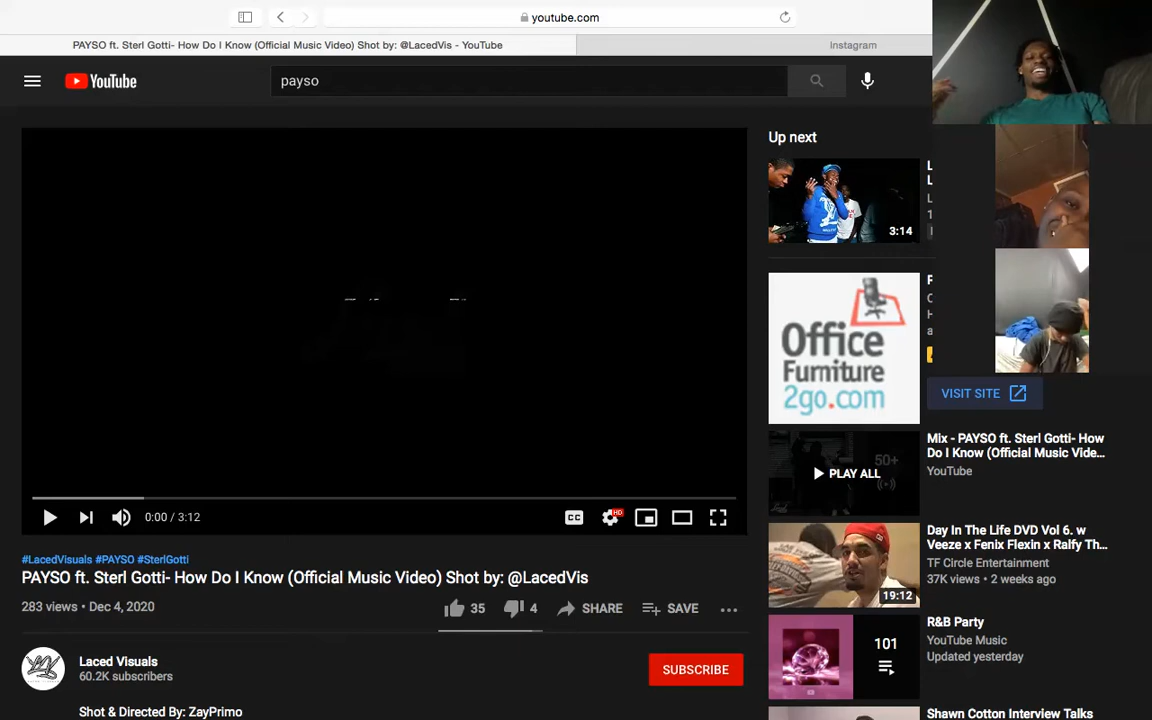 youtube.com
PAYSO ft. Sterl Gotti- How Do I Know (Official Music Video) Shot by: @LacedVis - YouTube
Instagram
YouTube
payso
Up next
3:14
Office
Furniture
2go.com
VISIT SITE
50+
PLAY ALL
Mix - PAYSO ft. Sterl Gotti- How
Do I Know (Official Music Vide...
YouTube
CC
HD
0:00 / 3:12
#LacedVisuals #PAYSO #SterlGotti
PAYSO ft. Sterl Gotti- How Do I Know (Official Music Video) Shot by: @LacedVis
283 views • Dec 4, 2020
35
4
SHARE
SAVE
Day In The Life DVD Vol 6. w
Veeze x Fenix Flexin x Ralfy Th...
TF Circle Entertainment
37K views • 2 weeks ago
19:12
R&B Party
YouTube Music
Updated yesterday
101
Laced Visuals
60.2K subscribers
SUBSCRIBE
Shot & Directed By: ZayPrimo
Shawn Cotton Interview Talks